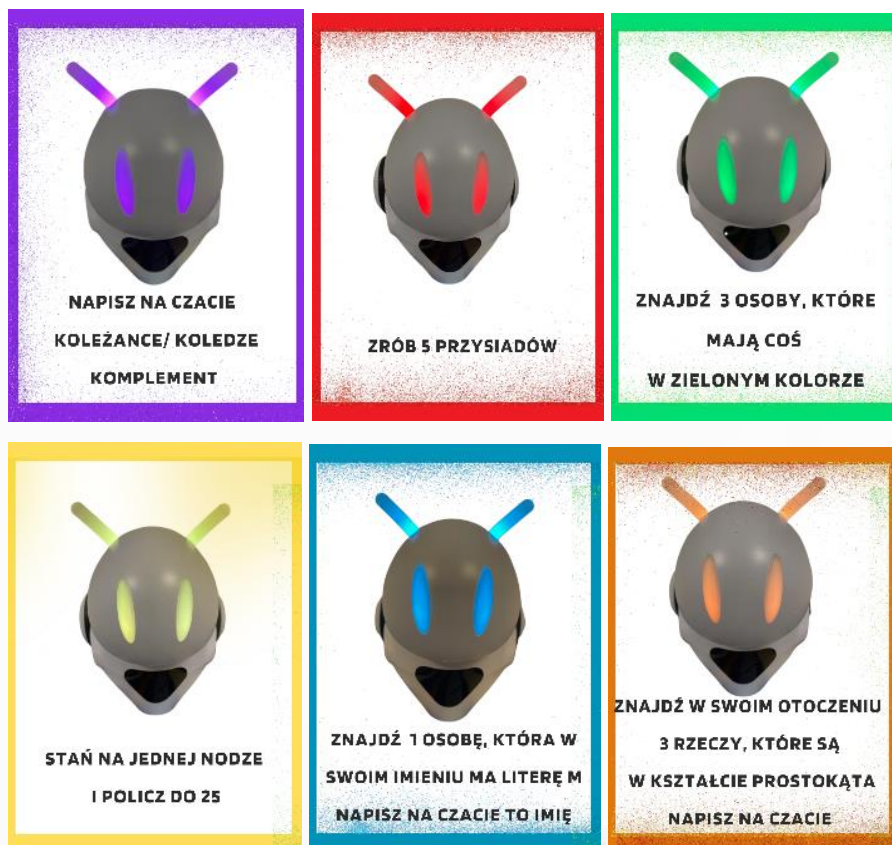 NAPISZ NA CZACIE
KOLEŻANCE/ KOLEDZE
KOMPLEMENT
ZRÓB 5 PRZYSIADÓW
ZNAJDŹ 3 OSOBY, KTÓRE
MAJĄ COŚ
W ZIELONYM KOLORZE
STAŃ NA JEDNEJ NODZE
I POLICZ DO 25
ZNAJDŹ 1 OSOBĘ, KTÓRA W
SWOIM IMIENIU MA LITERĘ M
NAPISZ NA CZACIE TO IMIĘ
ZNAJDŹ W SWOIM OTOCZENIU
3 RZECZY, KTÓRE SĄ
W KSZTAŁCIE PROSTOKĄTA
NAPISZ NA CZACIE